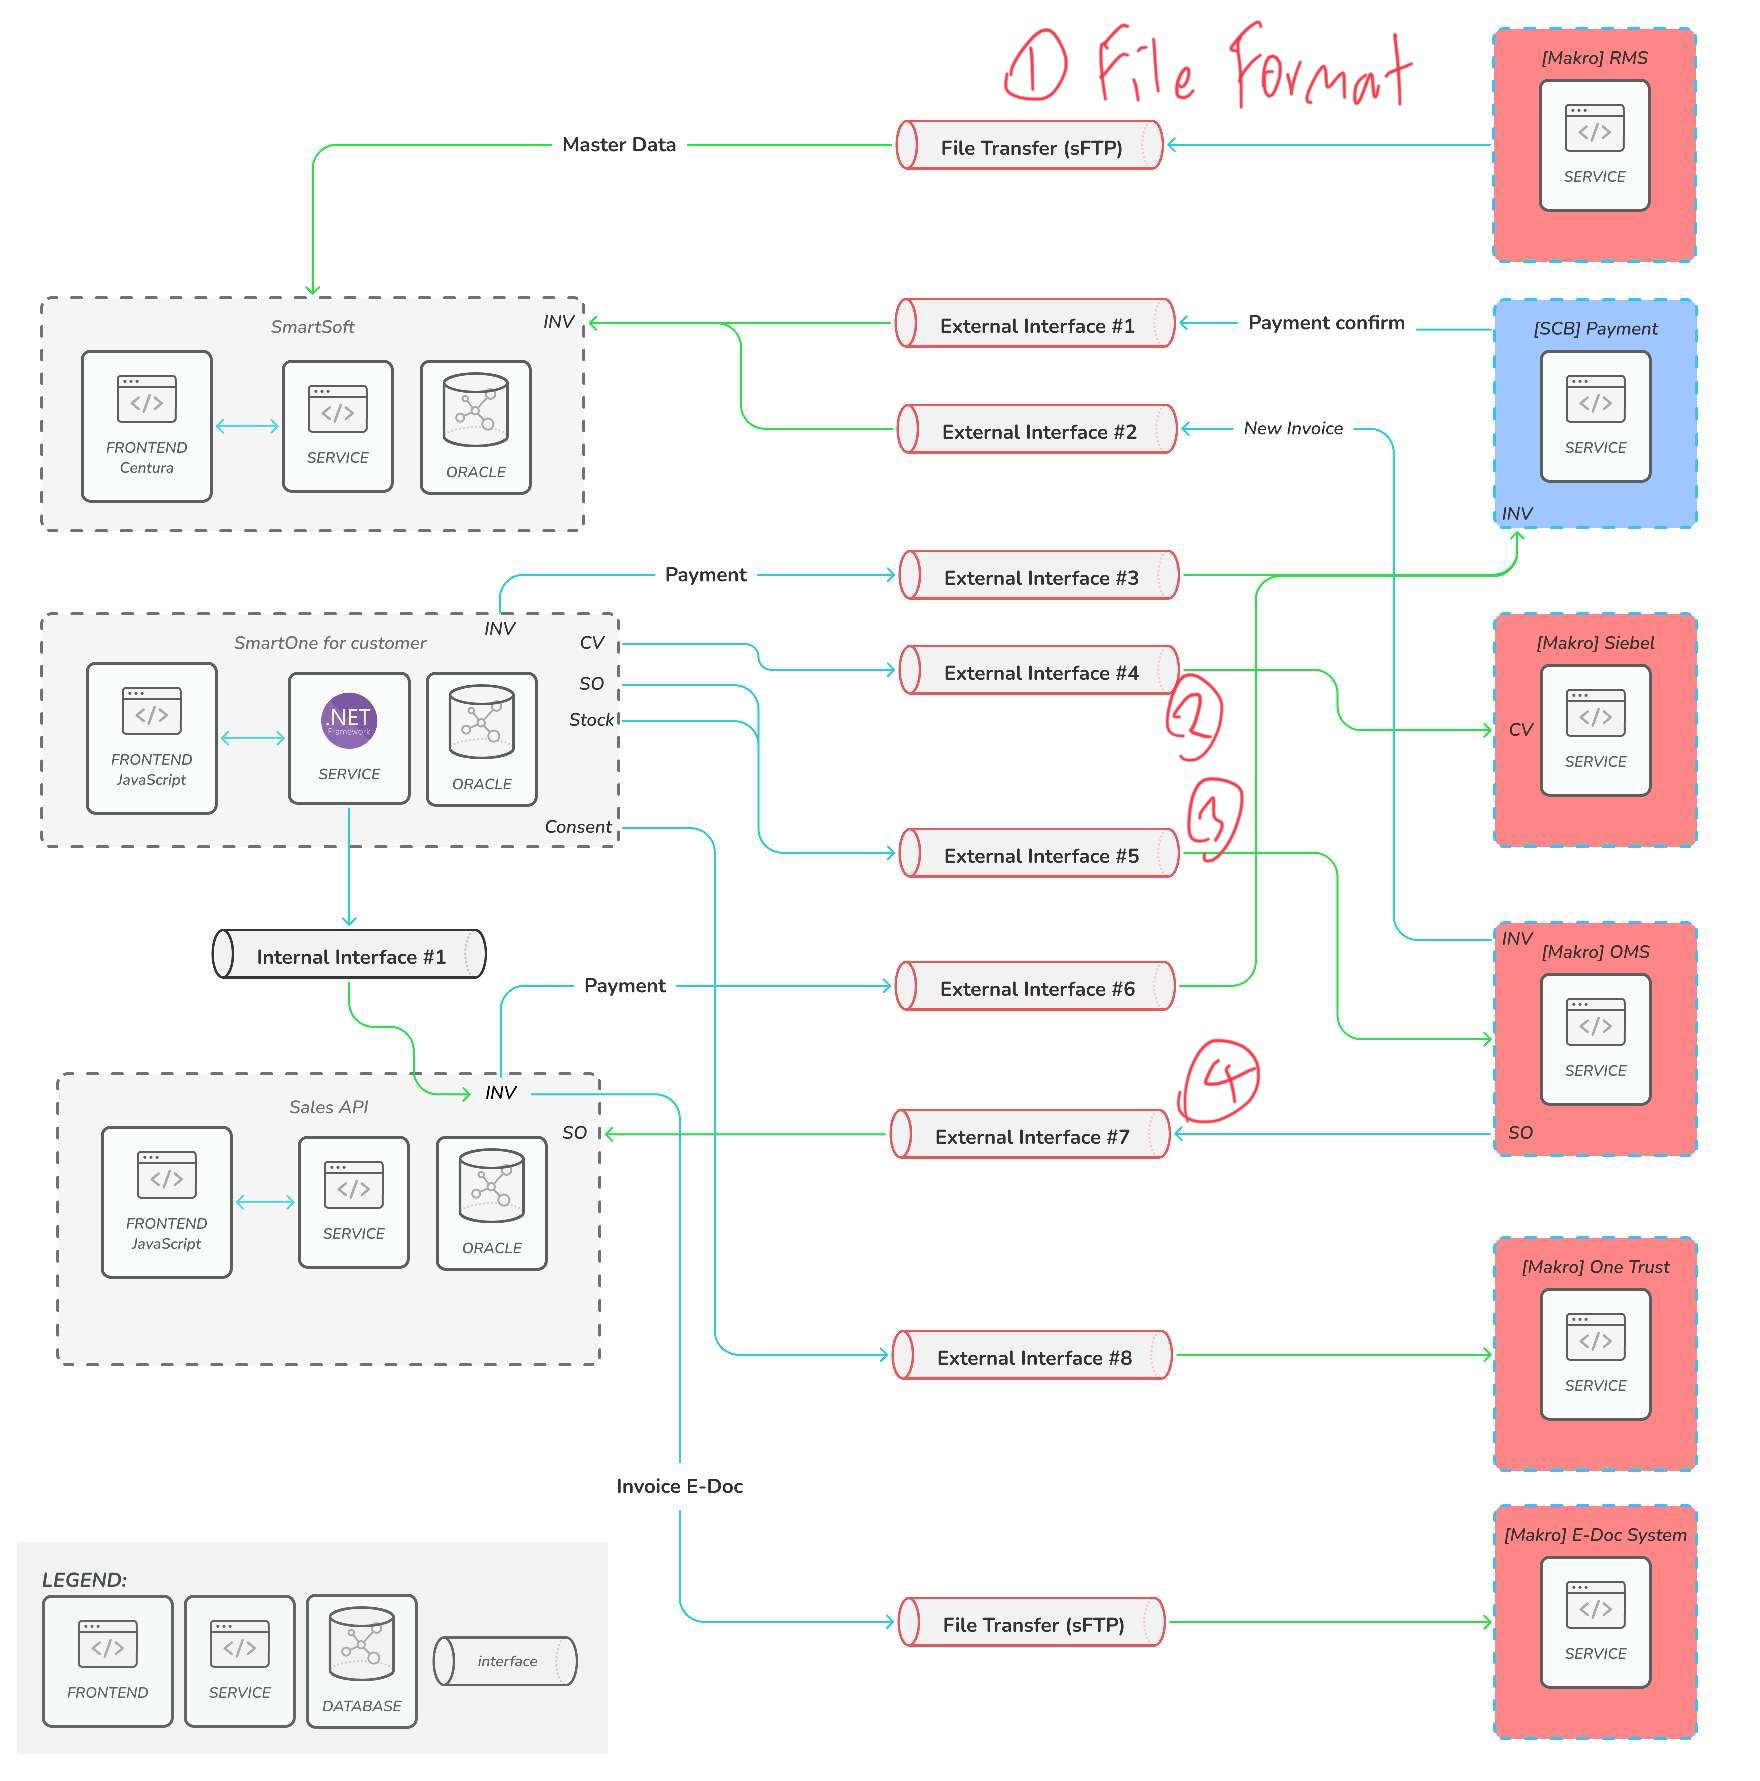 ① File Format
[Makro] RMS
SERVICE
Master Data
File Transfer (sFTP)
SmartSoft
INV
FRONTEND
Centura
SERVICE
ORACLE
External Interface #1
Payment confirm
[SCB] Payment
SERVICE
INV
External Interface #2
New Invoice
Payment
External Interface #3
SmartOne for customer
INV
CV
SO
Stock
Consent
FRONTEND
JavaScript
.NET
Framework
SERVICE
ORACLE
External Interface #4
②
[Makro] Siebel
CV
SERVICE
External Interface #5
③
Internal Interface #1
Payment
External Interface #6
INV
[Makro] OMS
SERVICE
SO
Sales API
INV
SO
External Interface #7
④
FRONTEND
JavaScript
SERVICE
ORACLE
External Interface #8
[Makro] One Trust
SERVICE
Invoice E-Doc
File Transfer (sFTP)
[Makro] E-Doc System
SERVICE
LEGEND:
FRONTEND
SERVICE
DATABASE
interface